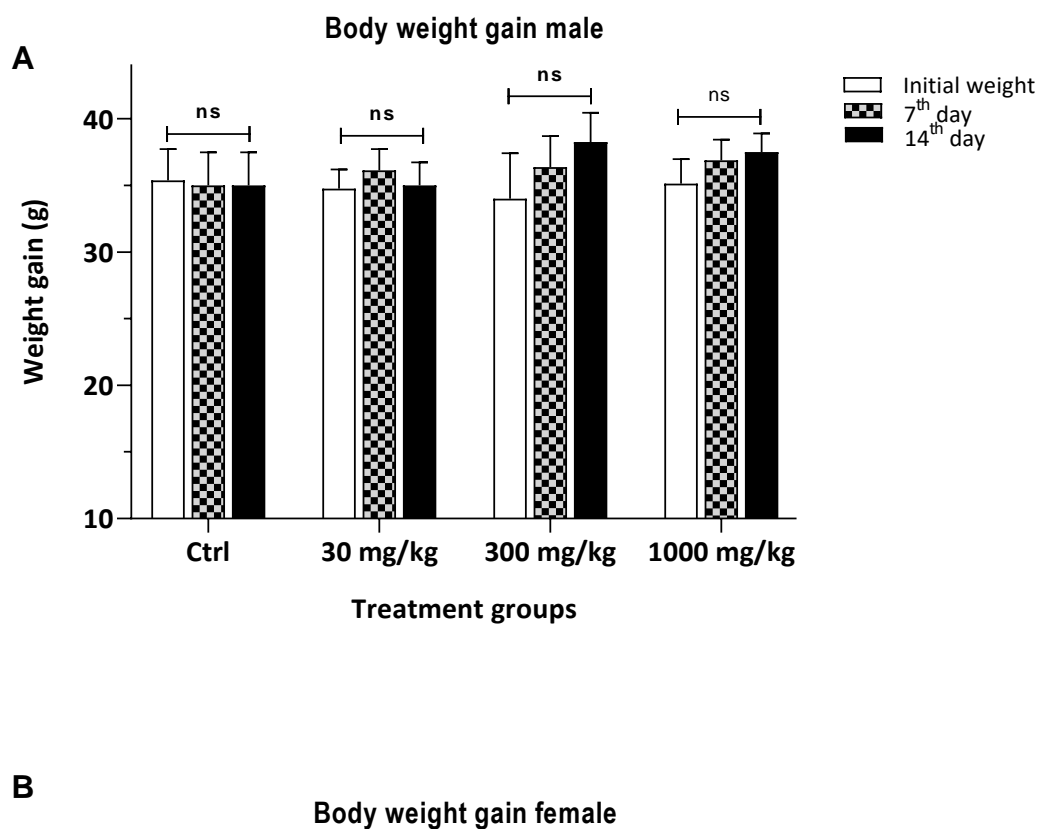 Body weight gain male
A
ns
ns
ns
ns
Initial weight
7th day
14th day
40
30
20
10
Weight gain (g)
Ctrl
30 mg/kg
300 mg/kg
1000 mg/kg
Treatment groups
B
Body weight gain female